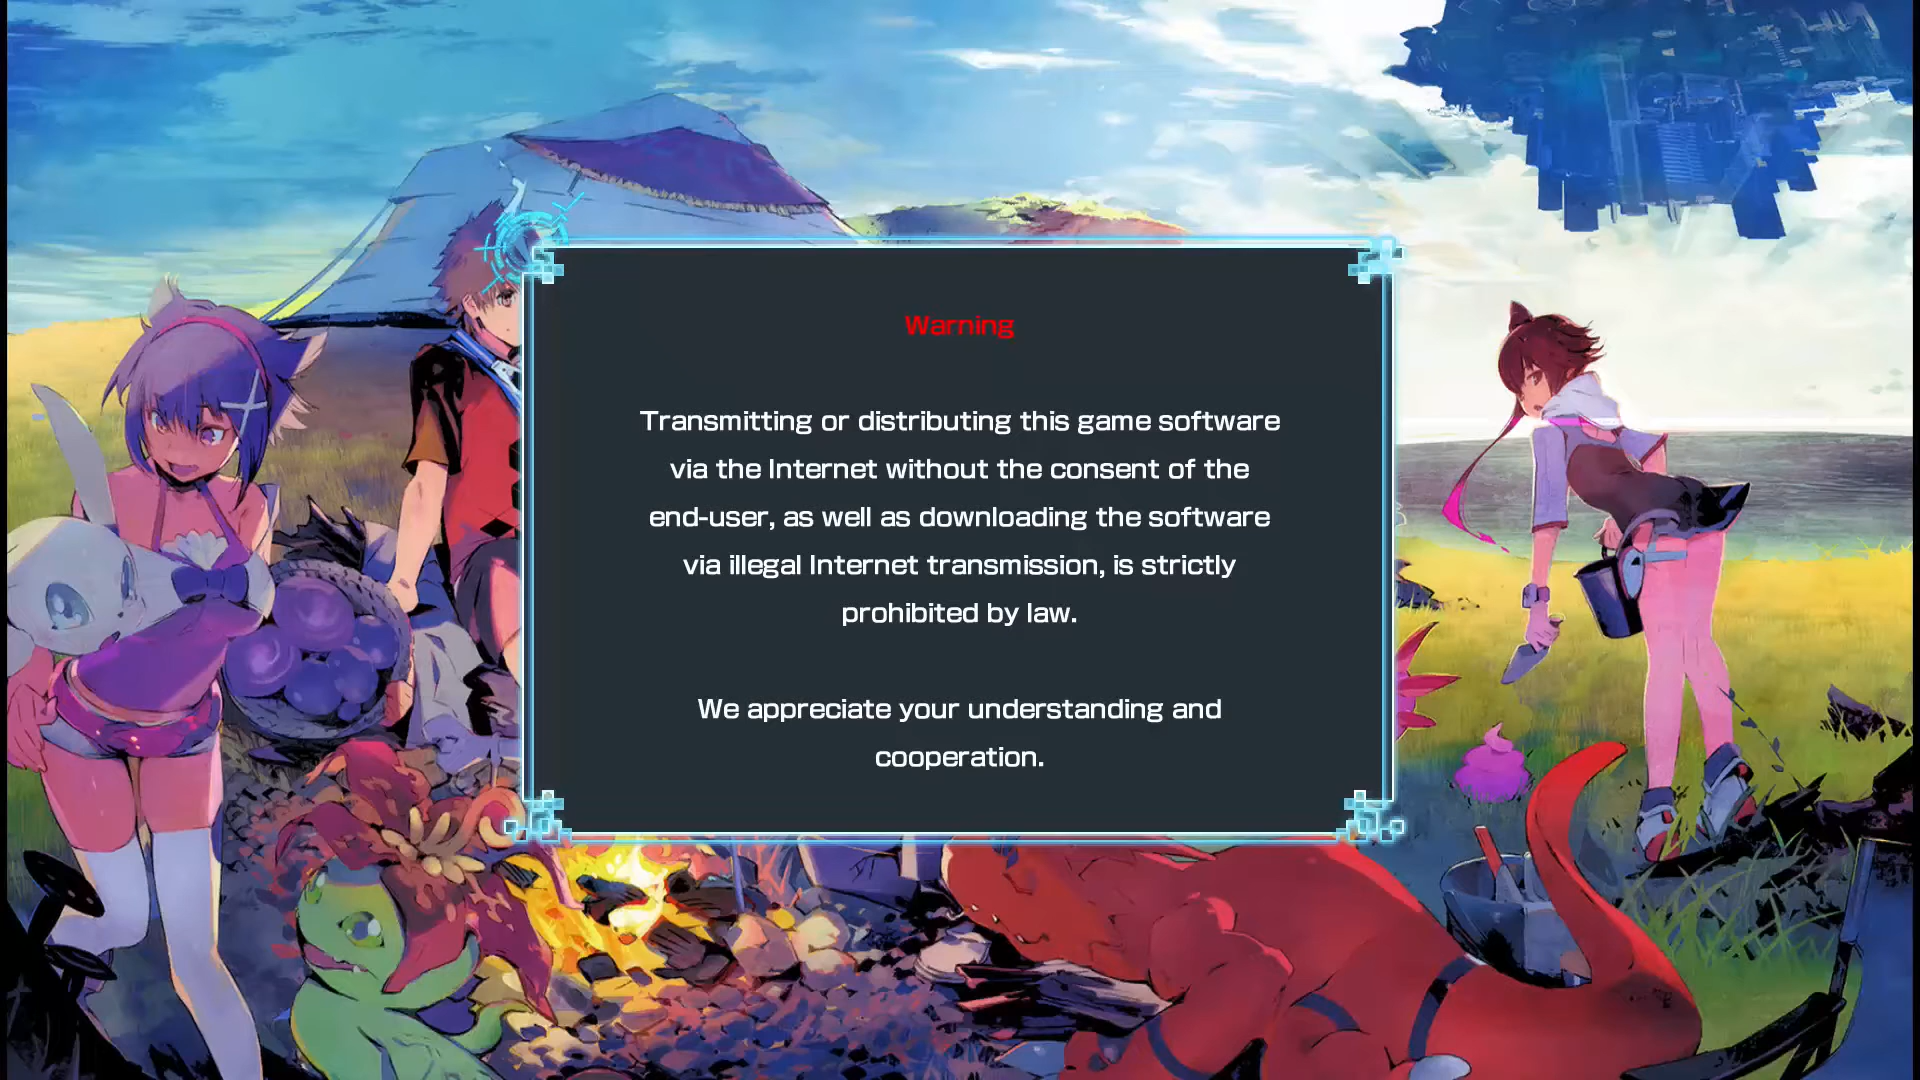 Warning
Transmitting or distributing this game software
via the Internet without the consent of the
end-user, as well as downloading the software
via illegal Internet transmission, is strictly
prohibited by law.
We appreciate your understanding and
cooperation.